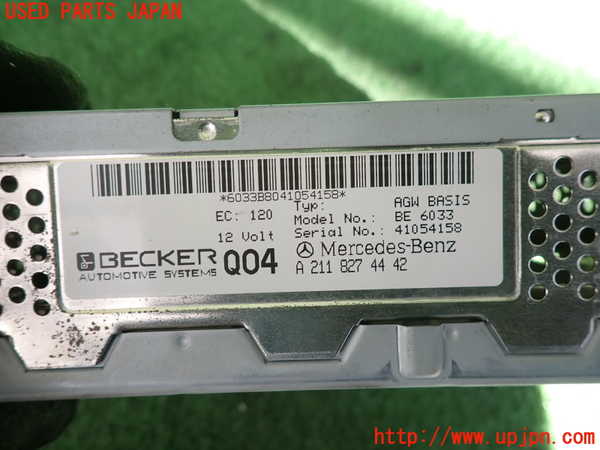 USED PARTS JAPAN
*6033B8041054158*
Typ: AGW BASIS
EC: 120 Model No.: BE 6033
12 Volt Serial No.: 41054158
BECKER Q04 Mercedes-Benz
AUTOMOTIVE SYSTEMS A 211 827 44 42
http://www.upjpn.com/